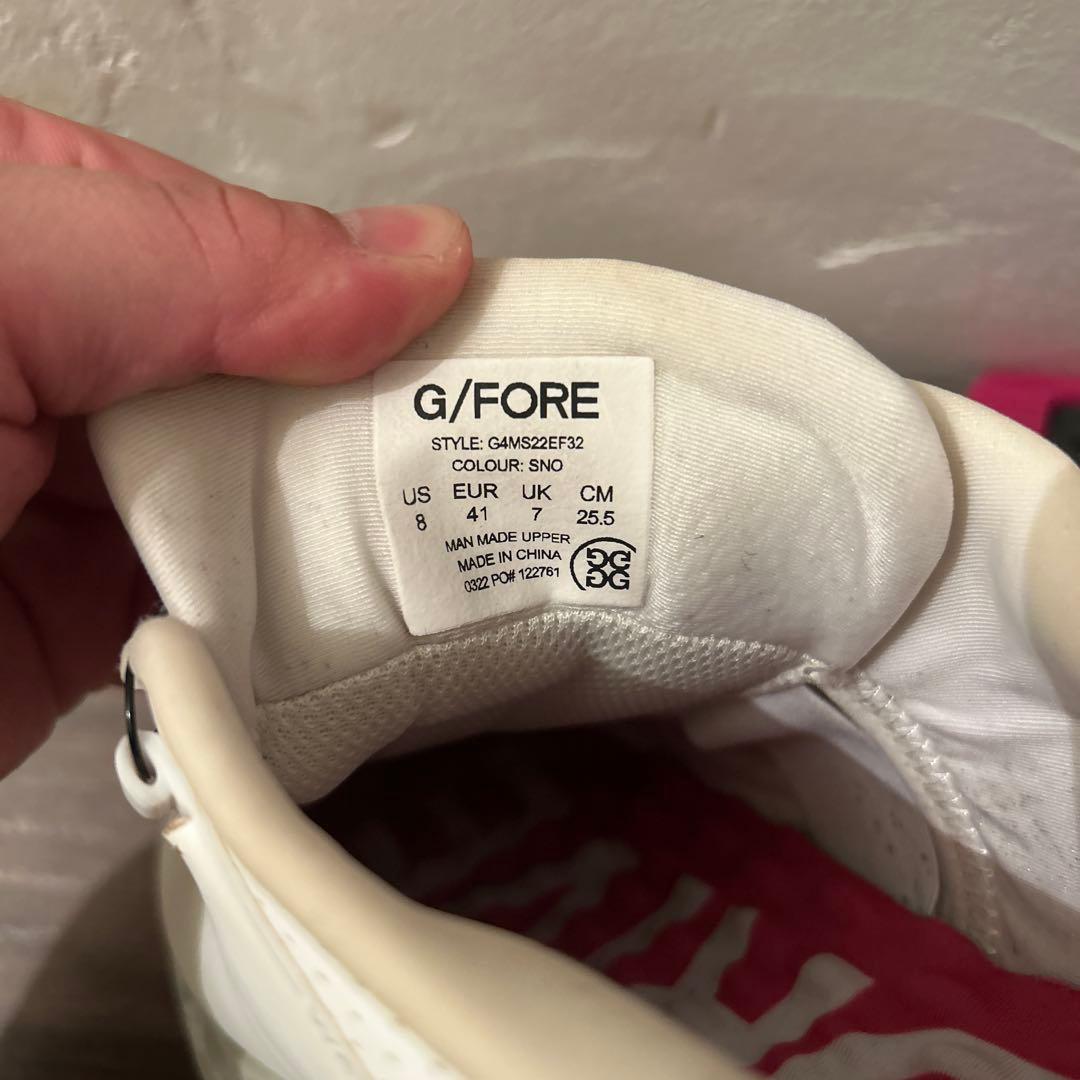 G/FORE
STYLE: G4MS22EF32
COLOUR: SNO
US EUR UK CM
8 41 7 25.5
MAN MADE UPPER
MADE IN CHINA
0322 PO# 122761